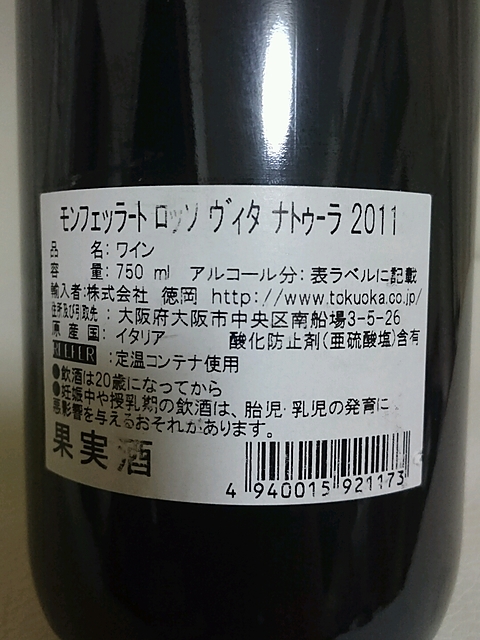 モンフェッラート ロッソ ヴィタ ナトゥーラ 2011
品 名: ワイン
容 量: 750 ml アルコール分: 表ラベルに記載
輸入者:株式会社 徳岡 http://www.tokuoka.co.jp/
住所及び引取先 : 大阪府大阪市中央区南船場3-5-26
原 産 国: イタリア 酸化防止剤(亜硫酸塩)含有
REEFER :定温コンテナ使用
●飲酒は20歳になってから
●妊娠中や授乳期の飲酒は、胎児・乳児の発育に
悪影響を与えるおそれがあります。
果実酒
4 940015 921173